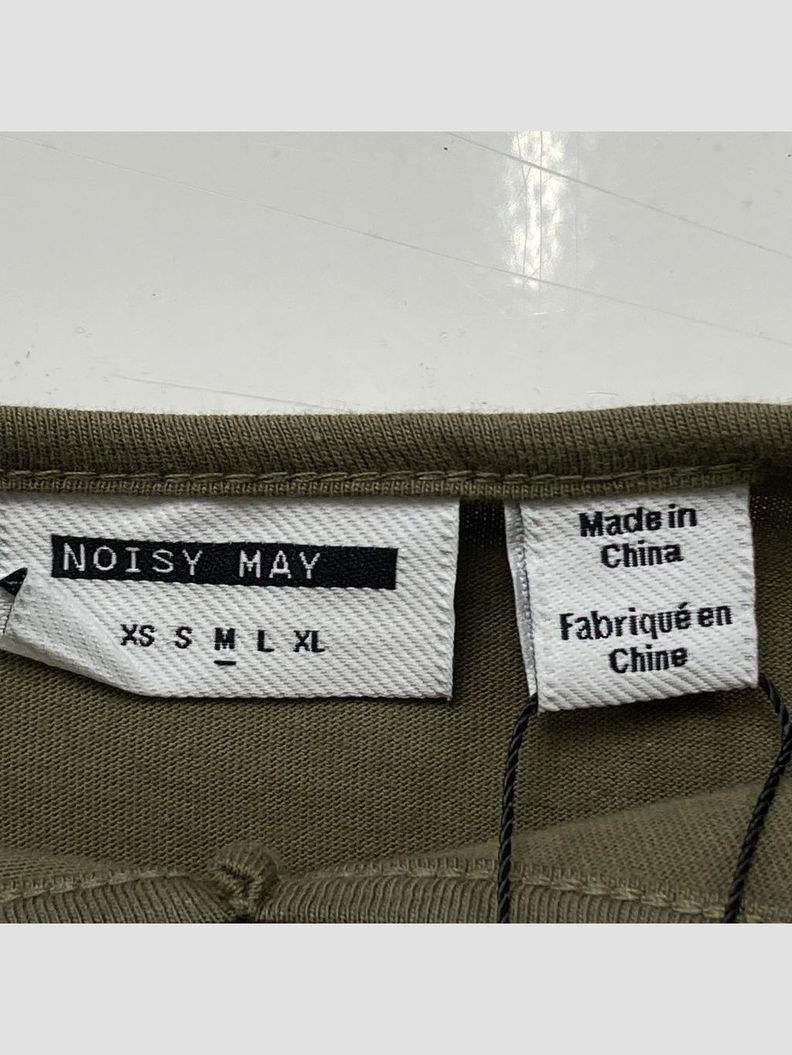 NOISY MAY
XS S M L XL
Made in
China
Fabriqué en
Chine